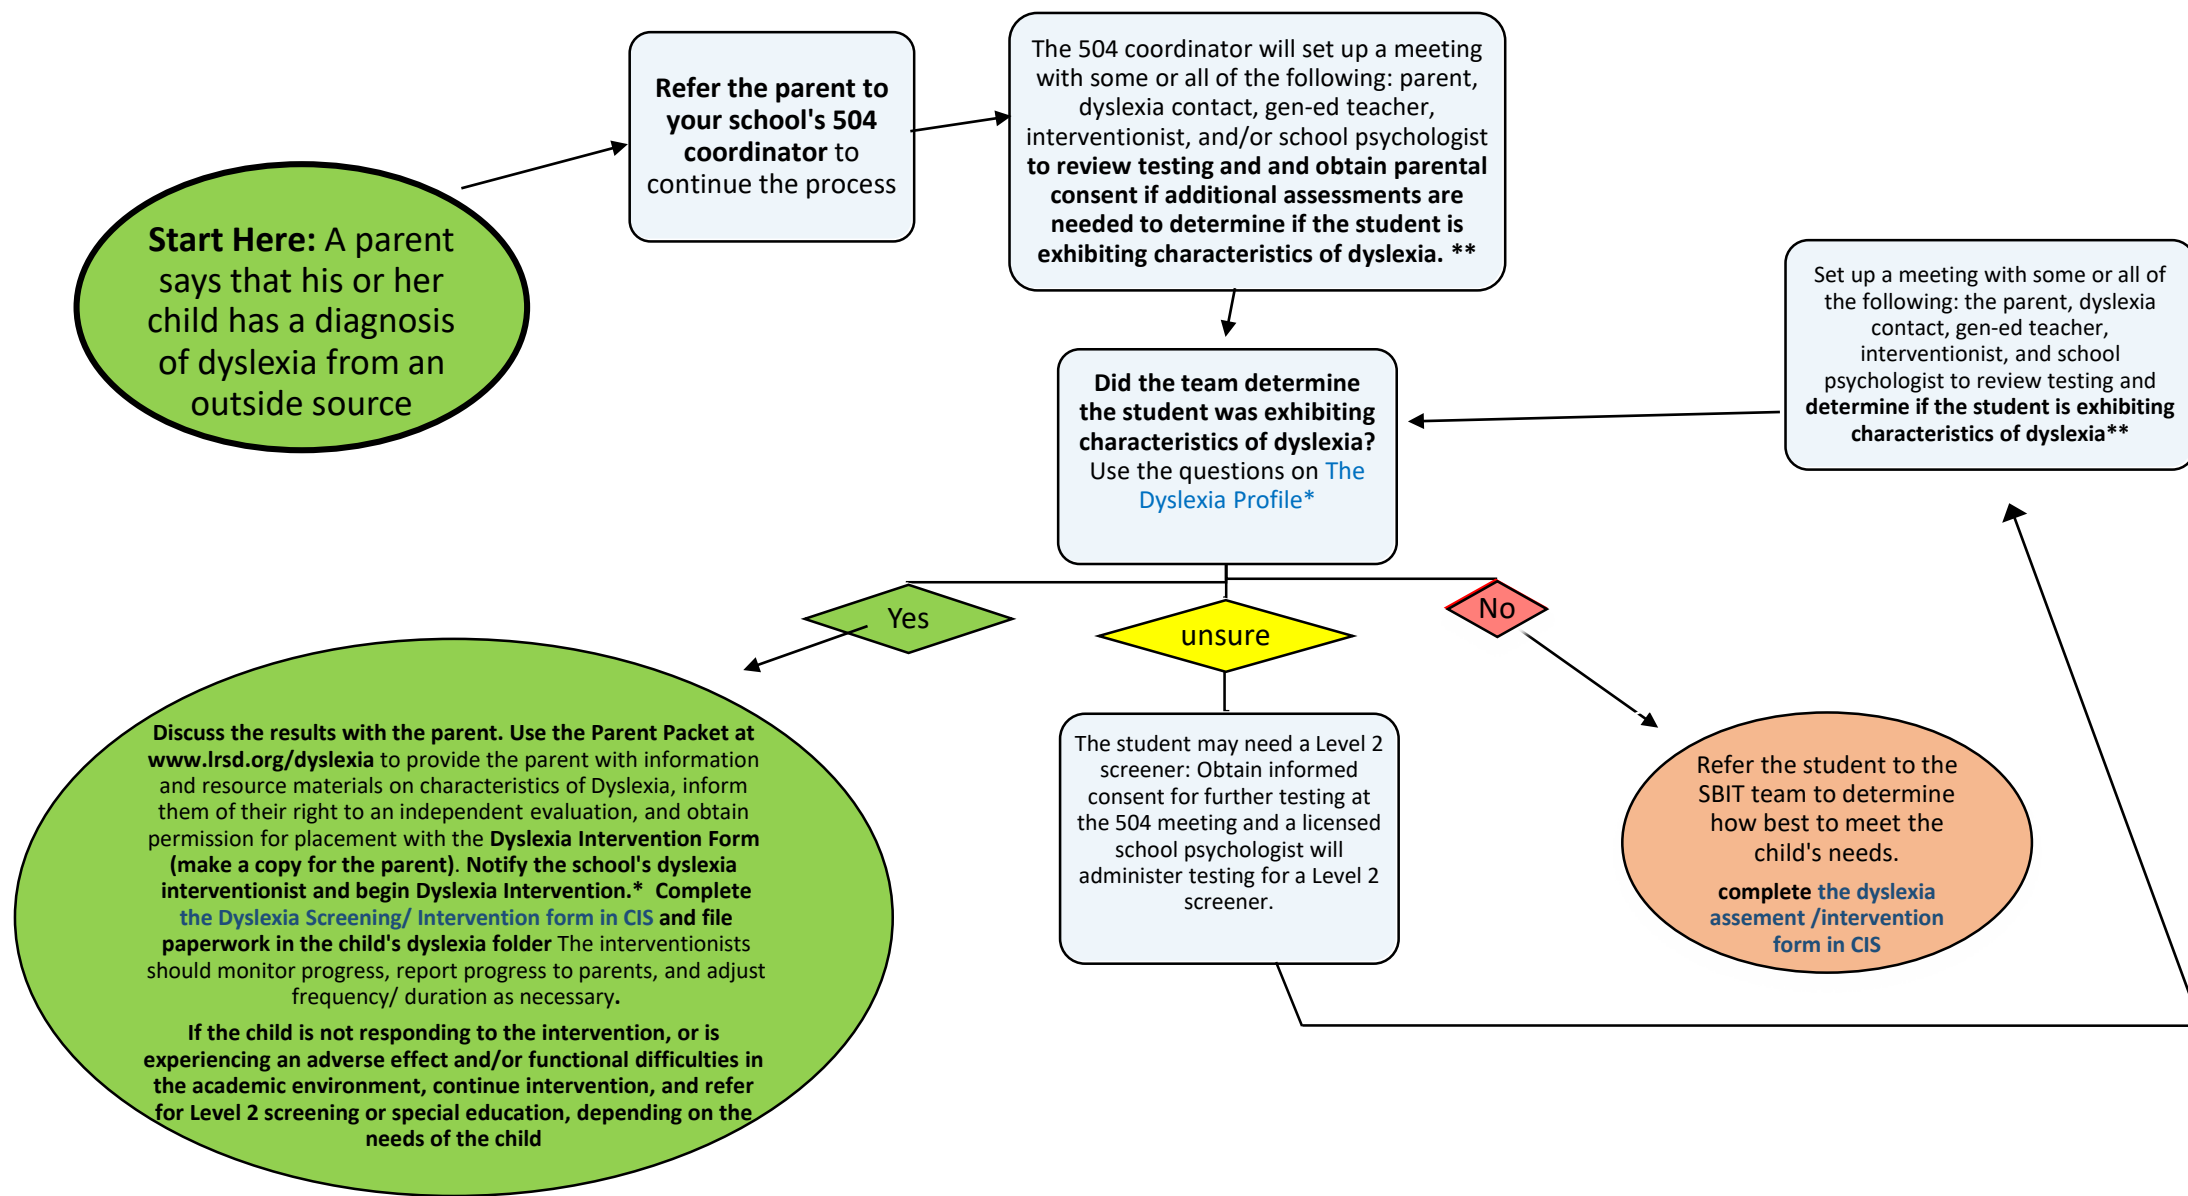 Start Here: A parent
says that his or her
child has a diagnosis
of dyslexia from an
outside source
Refer the parent to
your school's 504
coordinator to
continue the process
The 504 coordinator will set up a meeting
with some or all of the following: parent,
dyslexia contact, gen-ed teacher,
interventionist, and/or school psychologist
to review testing and and obtain parental
consent if additional assessments are
needed to determine if the student is
exhibiting characteristics of dyslexia. **
Set up a meeting with some or all of
the following: the parent, dyslexia
contact, gen-ed teacher,
interventionist, and school
psychologist to review testing and
determine if the student is exhibiting
characteristics of dyslexia**
Did the team determine
the student was exhibiting
characteristics of dyslexia?
Use the questions on The
Dyslexia Profile*
Yes
unsure
No
Discuss the results with the parent. Use the Parent Packet at
www.lrsd.org/dyslexia to provide the parent with information
and resource materials on characteristics of Dyslexia, inform
them of their right to an independent evaluation, and obtain
permission for placement with the Dyslexia Intervention Form
(make a copy for the parent). Notify the school's dyslexia
interventionist and begin Dyslexia Intervention.* Complete
the Dyslexia Screening/ Intervention form in CIS and file
paperwork in the child's dyslexia folder The interventionists
should monitor progress, report progress to parents, and adjust
frequency/ duration as necessary.
If the child is not responding to the intervention, or is
experiencing an adverse effect and/or functional difficulties in
the academic environment, continue intervention, and refer
for Level 2 screening or special education, depending on the
needs of the child
The student may need a Level 2
screener: Obtain informed
consent for further testing at
the 504 meeting and a licensed
school psychologist will
administer testing for a Level 2
screener.
Refer the student to the
SBIT team to determine
how best to meet the
child's needs.
complete the dyslexia
assement /intervention
form in CIS